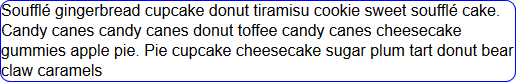 Soufflé gingerbread cupcake donut tiramisu cookie sweet soufflé cake.
Candy canes candy canes donut toffee candy canes cheesecake
gummies apple pie. Pie cupcake cheesecake sugar plum tart donut bear
claw caramels